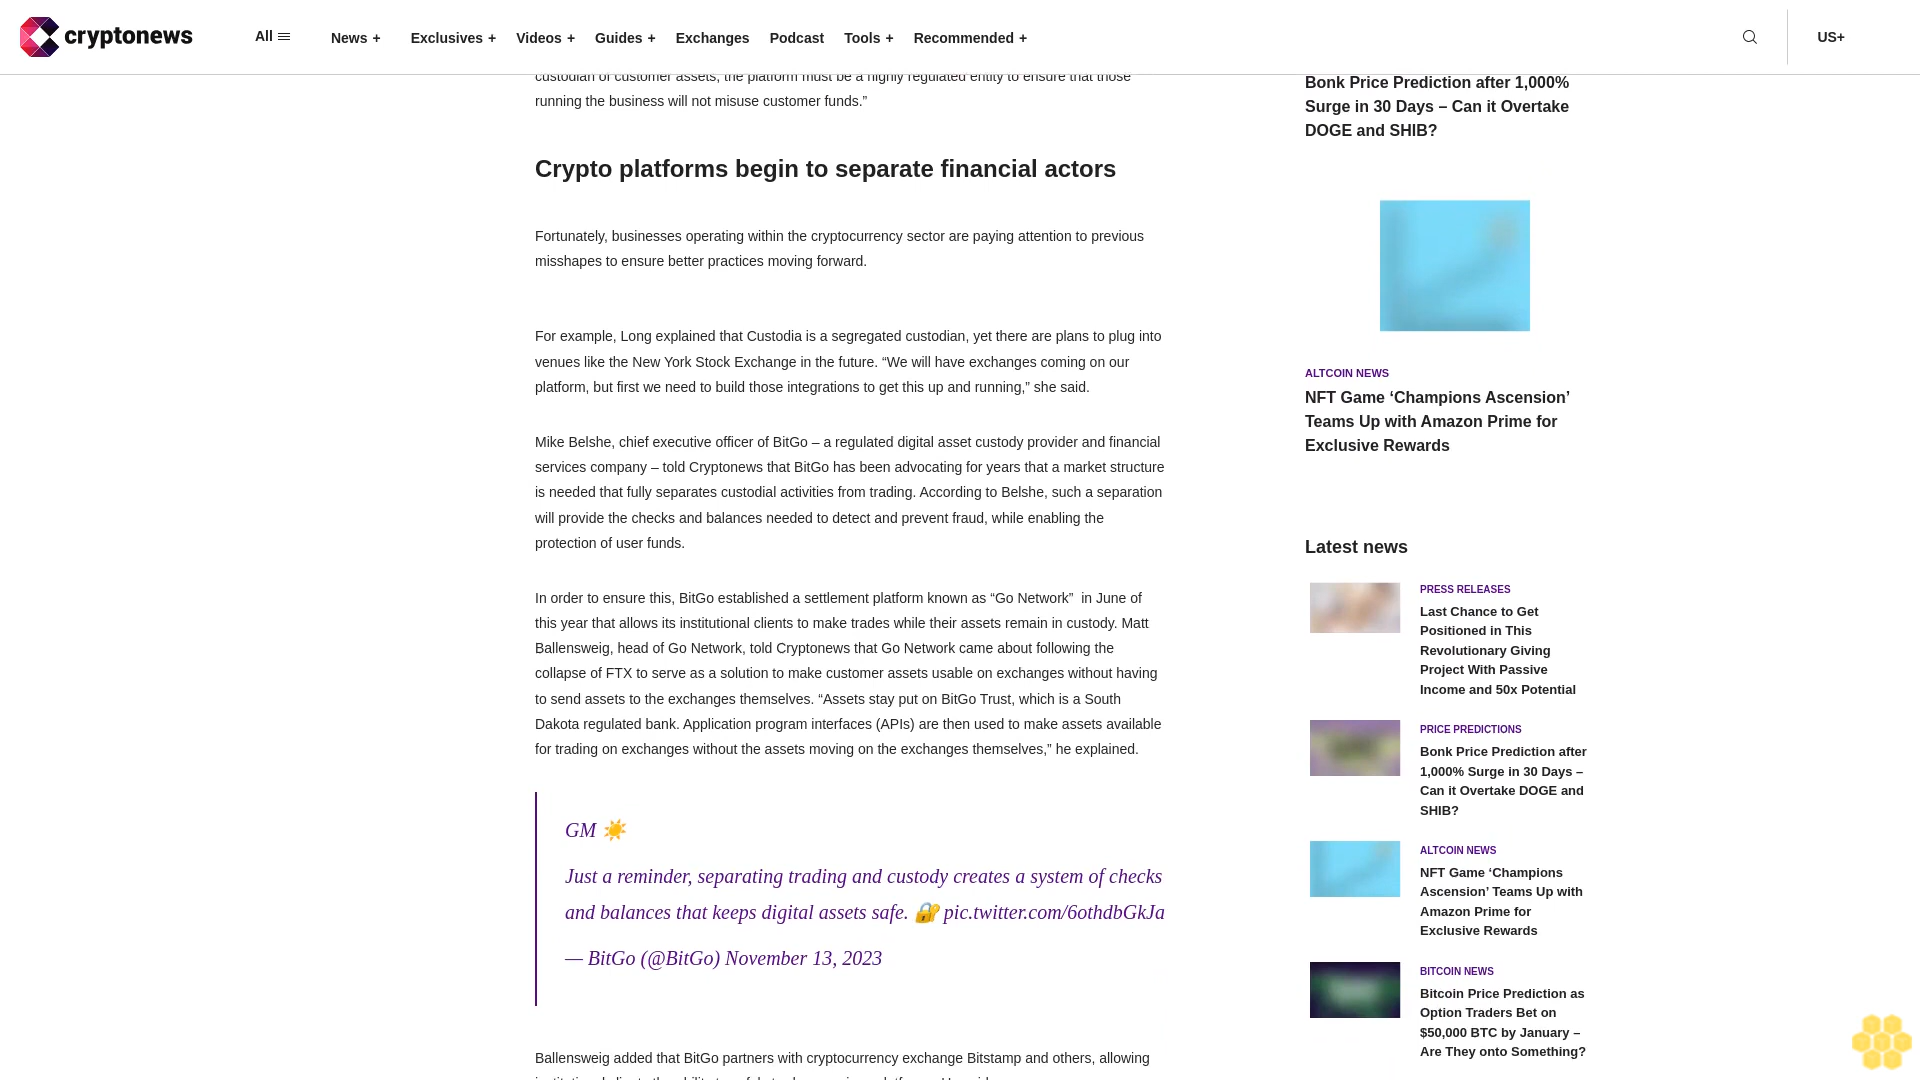 cryptonews
All
News +
Exclusives +
Videos +
Guides +
Exchanges
Podcast
Tools +
Recommended +
US+
custodian of customer assets, the platform must be a highly regulated entity to ensure that those
running the business will not misuse customer funds.”
Crypto platforms begin to separate financial actors
Fortunately, businesses operating within the cryptocurrency sector are paying attention to previous
misshapes to ensure better practices moving forward.
For example, Long explained that Custodia is a segregated custodian, yet there are plans to plug into
venues like the New York Stock Exchange in the future. “We will have exchanges coming on our
platform, but first we need to build those integrations to get this up and running,” she said.
Mike Belshe, chief executive officer of BitGo – a regulated digital asset custody provider and financial
services company – told Cryptonews that BitGo has been advocating for years that a market structure
is needed that fully separates custodial activities from trading. According to Belshe, such a separation
will provide the checks and balances needed to detect and prevent fraud, while enabling the
protection of user funds.
In order to ensure this, BitGo established a settlement platform known as “Go Network”  in June of
this year that allows its institutional clients to make trades while their assets remain in custody. Matt
Ballensweig, head of Go Network, told Cryptonews that Go Network came about following the
collapse of FTX to serve as a solution to make customer assets usable on exchanges without having
to send assets to the exchanges themselves. “Assets stay put on BitGo Trust, which is a South
Dakota regulated bank. Application program interfaces (APIs) are then used to make assets available
for trading on exchanges without the assets moving on the exchanges themselves,” he explained.
GM ☀️
Just a reminder, separating trading and custody creates a system of checks
and balances that keeps digital assets safe. 🔐 pic.twitter.com/6othdbGkJa
— BitGo (@BitGo) November 13, 2023
Ballensweig added that BitGo partners with cryptocurrency exchange Bitstamp and others, allowing
Bonk Price Prediction after 1,000%
Surge in 30 Days – Can it Overtake
DOGE and SHIB?
ALTCOIN NEWS
NFT Game ‘Champions Ascension’
Teams Up with Amazon Prime for
Exclusive Rewards
Latest news
PRESS RELEASES
Last Chance to Get
Positioned in This
Revolutionary Giving
Project With Passive
Income and 50x Potential
PRICE PREDICTIONS
Bonk Price Prediction after
1,000% Surge in 30 Days –
Can it Overtake DOGE and
SHIB?
ALTCOIN NEWS
NFT Game ‘Champions
Ascension’ Teams Up with
Amazon Prime for
Exclusive Rewards
BITCOIN NEWS
Bitcoin Price Prediction as
Option Traders Bet on
$50,000 BTC by January –
Are They onto Something?